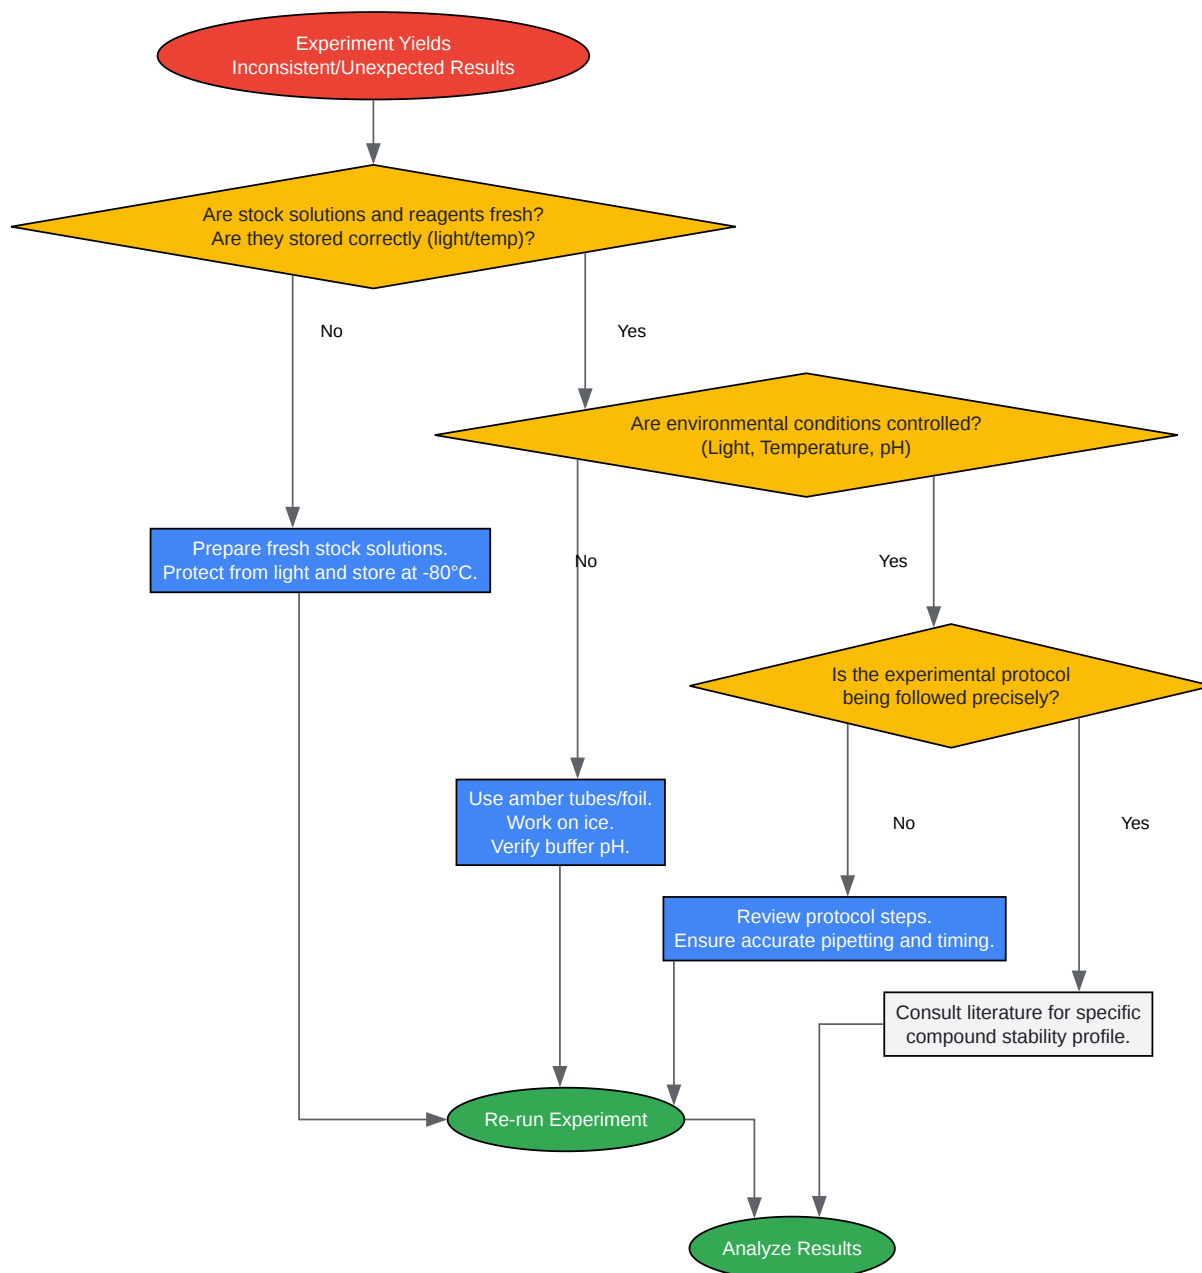 Experiment Yields
Inconsistent/Unexpected Results
Are stock solutions and reagents fresh?
Are they stored correctly (light/temp)?
No
Yes
Are environmental conditions controlled?
(Light, Temperature, pH)
Prepare fresh stock solutions.
Protect from light and store at -80°C.
No
Yes
Is the experimental protocol
being followed precisely?
Use amber tubes/foil.
Work on ice.
Verify buffer pH.
No
Yes
Review protocol steps.
Ensure accurate pipetting and timing.
Consult literature for specific
compound stability profile.
Re-run Experiment
Analyze Results